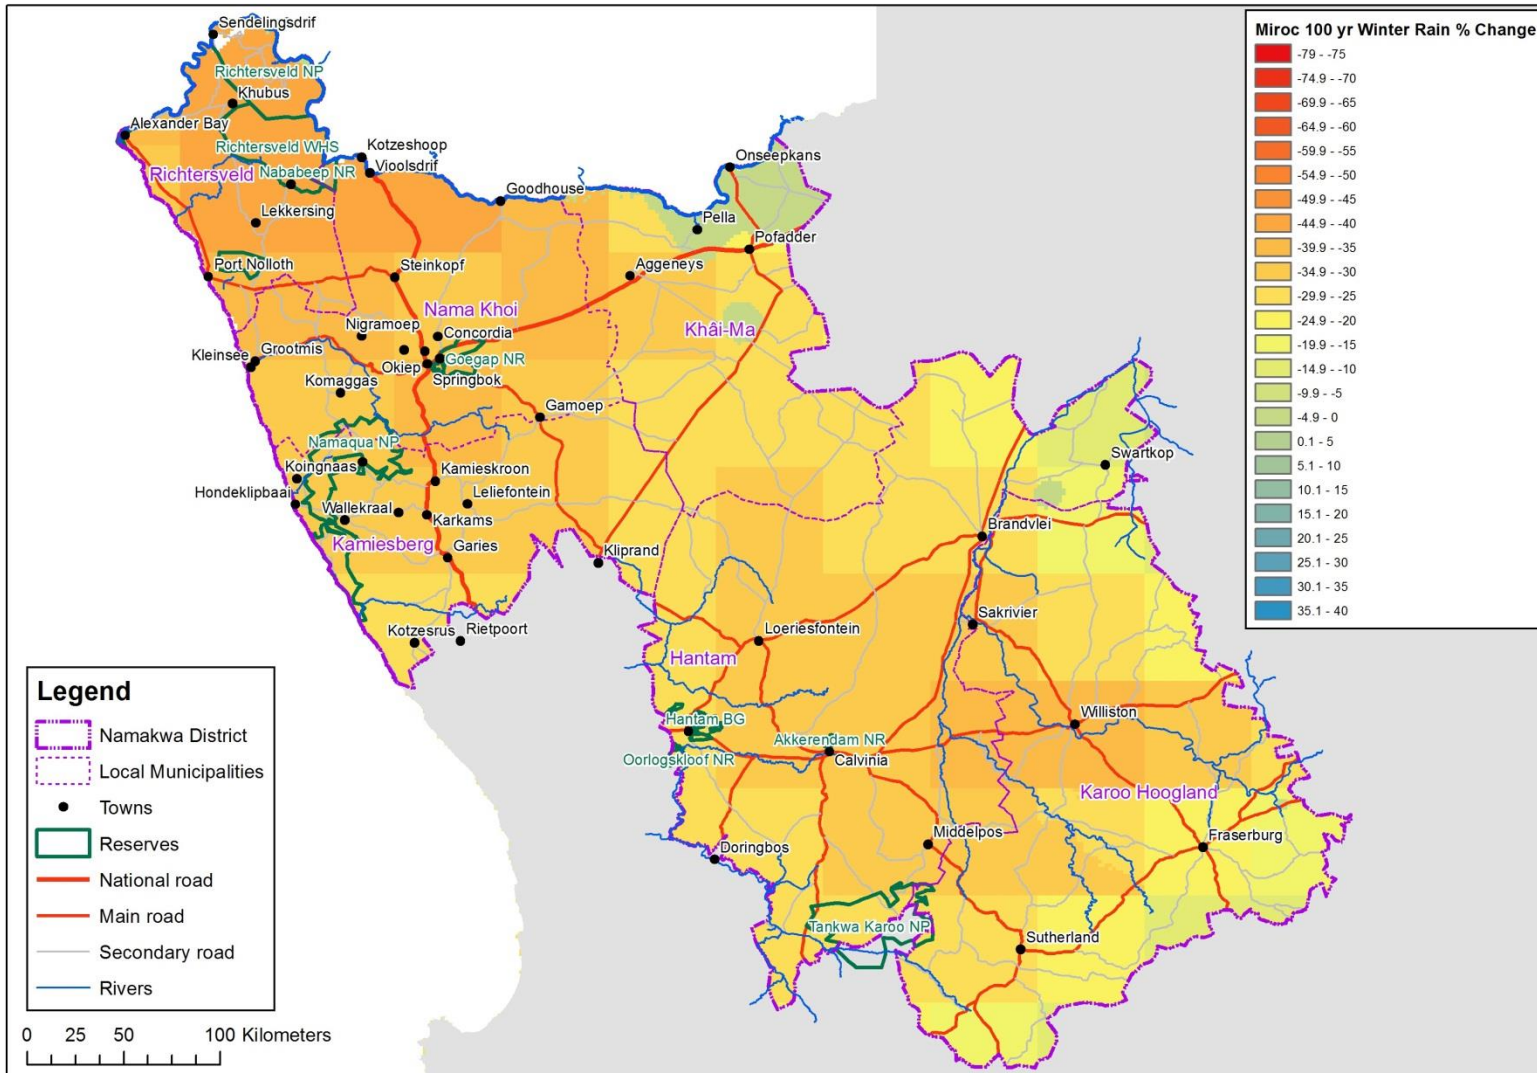 Sendelingsdrif
Richtersveld NP
Khubus
Alexander Bay
Richtersveld WHS
Kotzeshoop
Vioolsdrif
Richtersveld
Nababeep NR
Onseepkans
Goodhouse
Lekkersing
Pella
Pofadder
Port Nolloth
Steinkopf
Aggeneys
Nama Khoi
Nigramoep
Concordia
Khâi-Ma
Kleinsee
Grootmis
Okiep
Goegap NR
Springbok
Komaggas
Gamoep
Namaqua NP
Koingnaas
Kamieskroon
Swartkop
Hondeklipbaai
Leliefontein
Wallekraal
Karkams
Brandvlei
Kamiesberg
Garies
Kliprand
Kotzesrus
Rietpoort
Loeriesfontein
Sakrivier
Hantam
Hantam BG
Williston
Akkerendam NR
Oorlogskloof NR
Calvinia
Karoo Hoogland
Middelpos
Fraserburg
Doringbos
Tankwa Karoo NP
Sutherland
Miroc 100 yr Winter Rain % Change
-79 - -75
-74.9 - -70
-69.9 - -65
-64.9 - -60
-59.9 - -55
-54.9 - -50
-49.9 - -45
-44.9 - -40
-39.9 - -35
-34.9 - -30
-29.9 - -25
-24.9 - -20
-19.9 - -15
-14.9 - -10
-9.9 - -5
-4.9 - 0
0.1 - 5
5.1 - 10
10.1 - 15
15.1 - 20
20.1 - 25
25.1 - 30
30.1 - 35
35.1 - 40
Legend
Namakwa District
Local Municipalities
Towns
Reserves
National road
Main road
Secondary road
Rivers
0 25 50 100 Kilometers